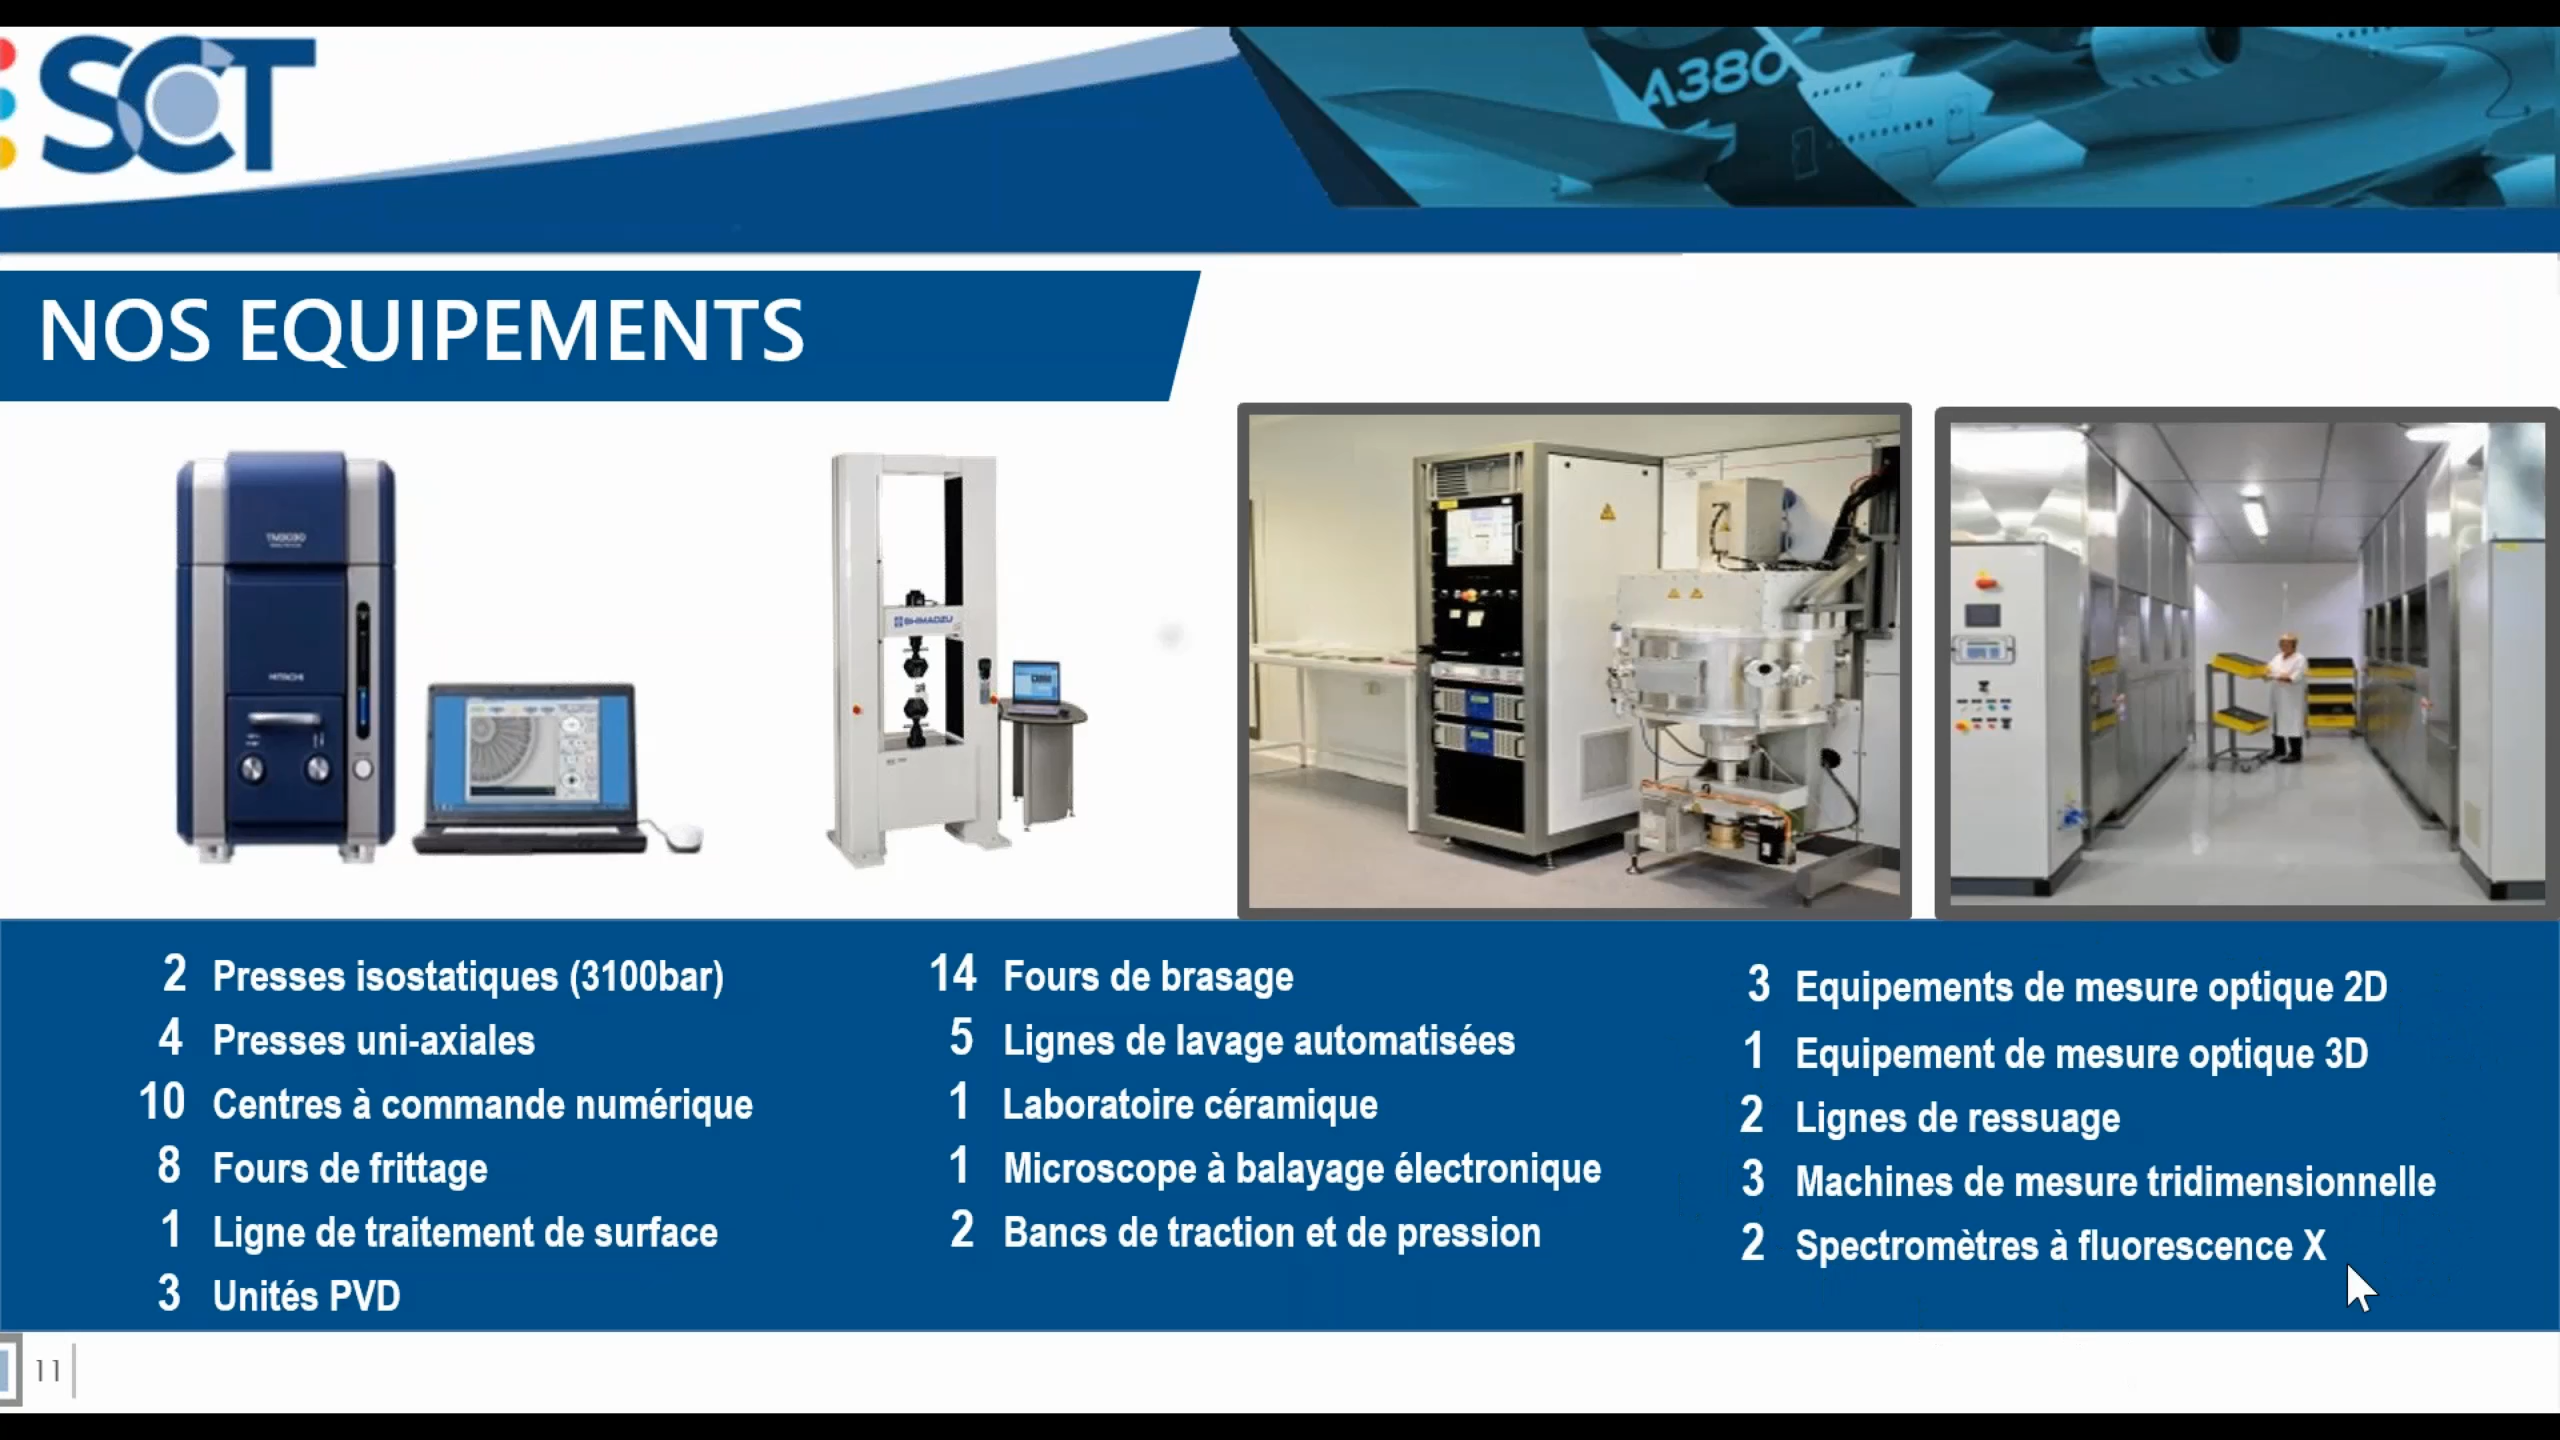 SCT
A380
NOS EQUIPEMENTS
TM3030
HITACHI
SHIMADZU
2 Presses isostatiques (3100bar)
4 Presses uni-axiales
10 Centres à commande numérique
8 Fours de frittage
1 Ligne de traitement de surface
3 Unités PVD
14 Fours de brasage
5 Lignes de lavage automatisées
1 Laboratoire céramique
1 Microscope à balayage électronique
2 Bancs de traction et de pression
3 Equipements de mesure optique 2D
1 Equipement de mesure optique 3D
2 Lignes de ressuage
3 Machines de mesure tridimensionnelle
2 Spectromètres à fluorescence X
11